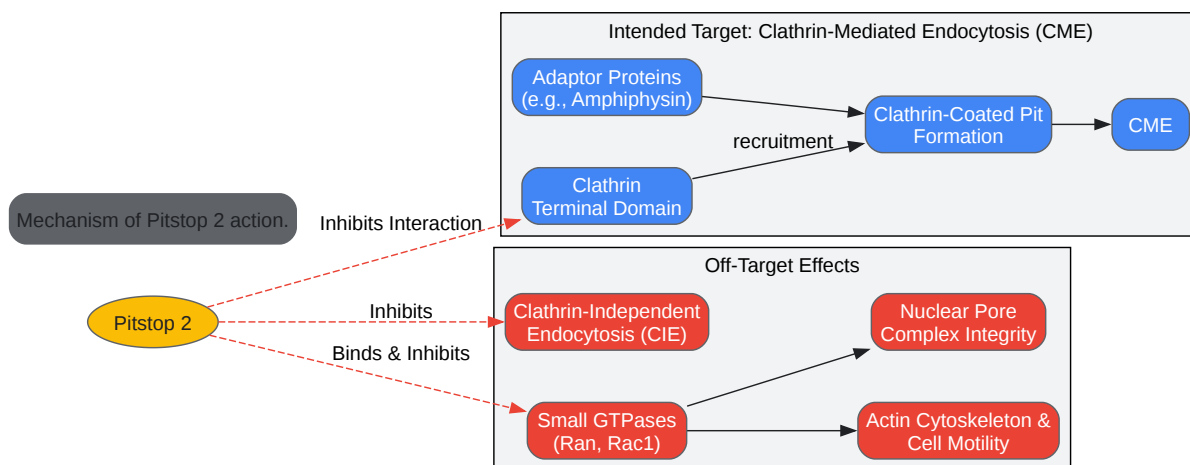 Intended Target: Clathrin-Mediated Endocytosis (CME)
Adaptor Proteins
(e.g., Amphiphysin)
Clathrin-Coated Pit
Formation
CME
recruitment
Clathrin
Terminal Domain
Mechanism of Pitstop 2 action.
Inhibits Interaction
Off-Target Effects
Pitstop 2
Inhibits
Clathrin-Independent
Endocytosis (CIE)
Nuclear Pore
Complex Integrity
Binds & Inhibits
Small GTPases
(Ran, Rac1)
Actin Cytoskeleton &
Cell Motility